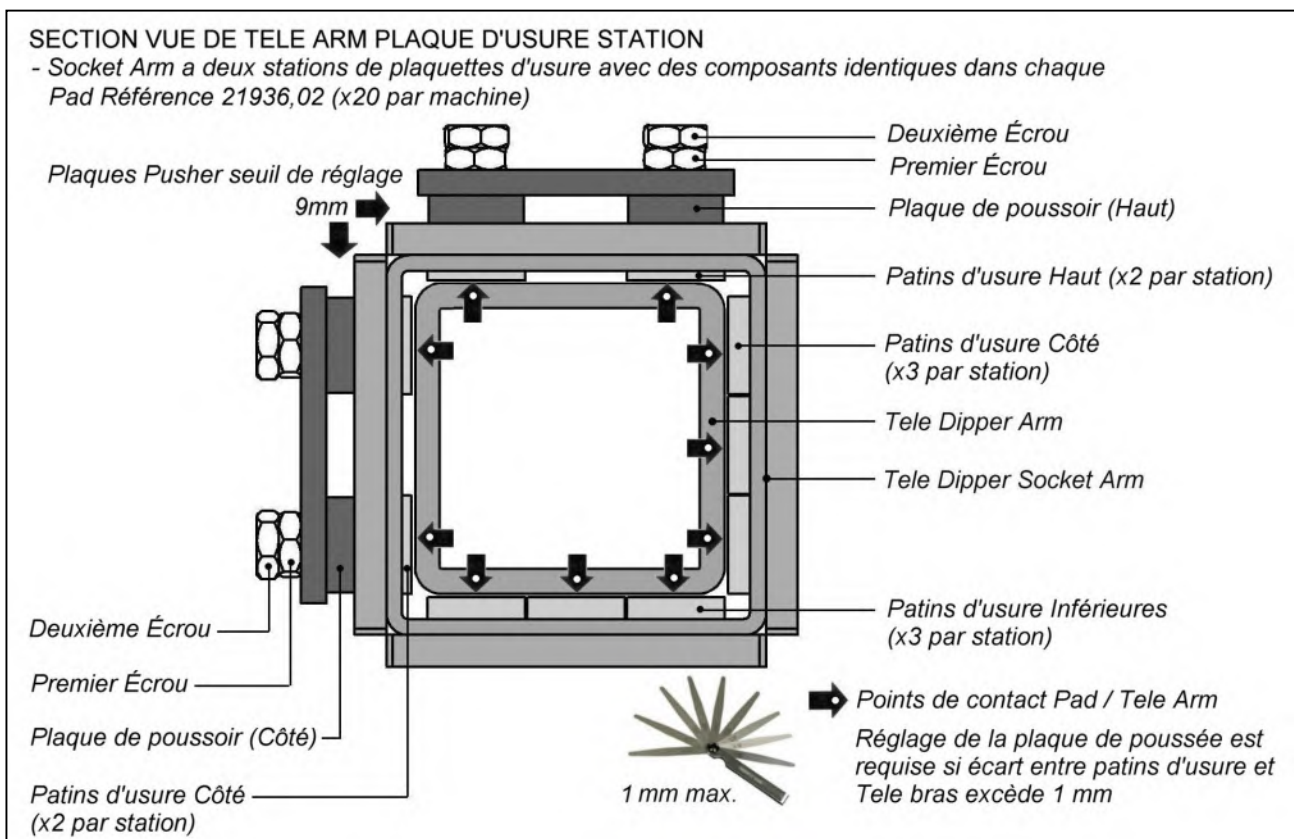 SECTION VUE DE TELE ARM PLAQUE D'USURE STATION
- Socket Arm a deux stations de plaquettes d'usure avec des composants identiques dans chaque
Pad Référence 21936,02 (x20 par machine)
Deuxième Écrou
Premier Écrou
Plaques Pusher seuil de réglage
9mm
Plaque de poussoir (Haut)
Patins d'usure Haut (x2 par station)
Patins d'usure Côté
(x3 par station)
Tele Dipper Arm
Tele Dipper Socket Arm
Patins d'usure Inférieures
(x3 par station)
Deuxième Écrou
Premier Écrou
Plaque de poussoir (Côté)
Patins d'usure Côté
(x2 par station)
1 mm max.
Points de contact Pad / Tele Arm
Réglage de la plaque de poussée est
requise si écart entre patins d'usure et
Tele bras excède 1 mm